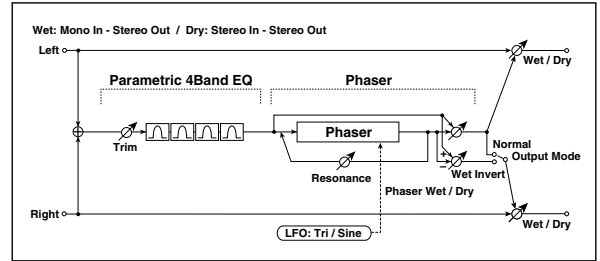 Wet: Mono In - Stereo Out / Dry: Stereo In - Stereo Out
Left
Wet / Dry
Parametric 4Band EQ
Phaser
Phaser
Trim
+
−
Normal
Output Mode
Wet Invert
Resonance
Phaser Wet / Dry
Right
LFO: Tri / Sine
Wet / Dry